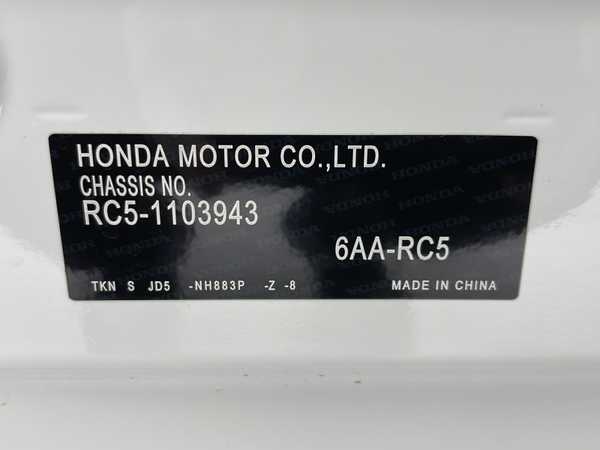 HONDA MOTOR CO.,LTD.
CHASSIS NO.
RC5-1103943
6AA-RC5
TKN S JD5 -NH883P -Z -8 MADE IN CHINA